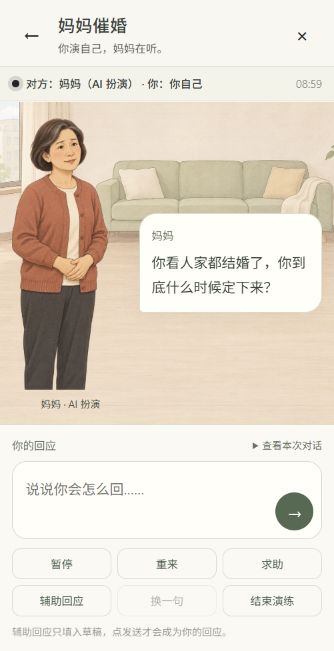 妈妈催婚
你演自己，妈妈在听。
对方：妈妈（AI 扮演） · 你：你自己 08:59
妈妈
你看人家都结婚了，你到
底什么时候定下来？
妈妈 · AI 扮演
你的回应 ▶ 查看本次对话
说说你会怎么回……
暂停 重来 求助
辅助回应 换一句 结束演练
辅助回应只填入草稿，点发送才会成为你的回应。